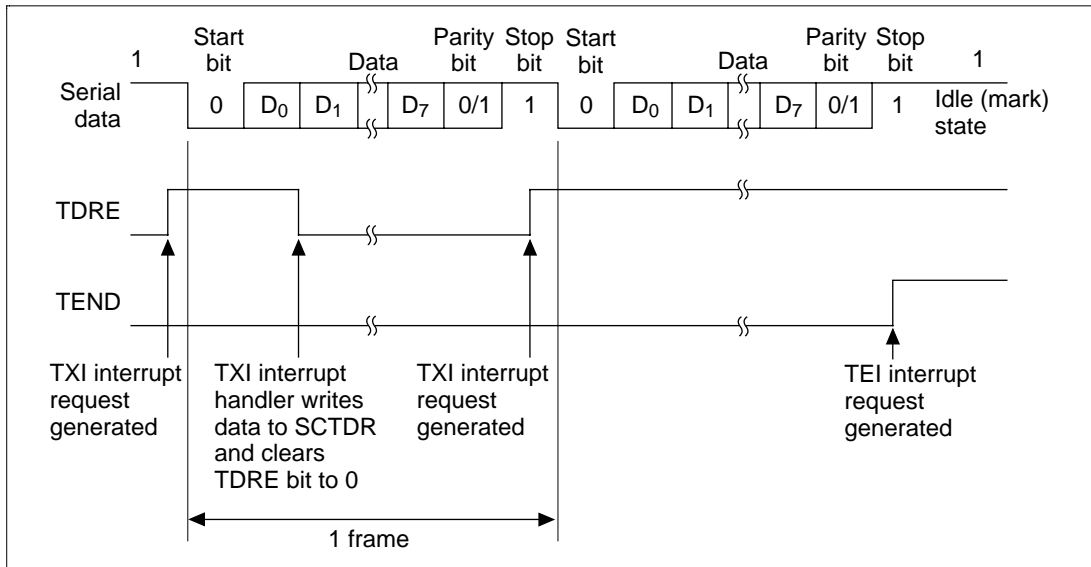 1 Start bit Data Parity bit Stop bit Start bit Data Parity bit Stop bit 1
Serial data 0 D0 D1 D7 0/1 1 0 D0 D1 D7 0/1 1 Idle (mark) state
TDRE
TEND
TXI interrupt request generated
TXI interrupt handler writes data to SCTDR and clears TDRE bit to 0
TXI interrupt request generated
TEI interrupt request generated
1 frame